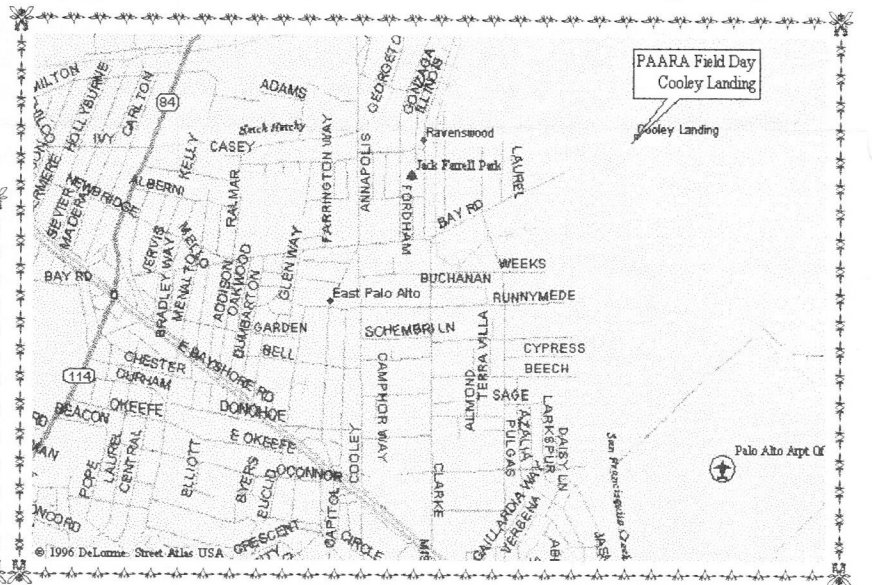 PAARA Field Day
Cooley Landing
Cooley Landing
MILTON
HOLLYBURNE
CARLTON
84
ADAMS
GEORGETO
GONZAGA
ILLINOIS
IVY
KELLY
CASEY
FARRINGTON WAY
ANNAPOLIS
Ravenswood
Jack Farrell Park
LAUREL
SEVIER
MADERA
NEWBRIDGE
ALBERNI
RALMAR
FORDHAM
BAY RD
MENALTO
JERVIS
BRADLEY WAY
MELLO
ADDISON
OAKWOOD
DUMBARTON
GLEN WAY
WEEKS
BUCHANAN
BAY RD
East Palo Alto
RUNNYMEDE
GARDEN
SCHEMBRI LN
TERRA VILLA
CYPRESS
BEECH
BELL
E BAYSHORE RD
CHESTER
DURHAM
114
CAMPHOR WAY
ALMOND
SAGE
BEACON
OKEEFE
DONOHOE
E OKEEFE
COOLEY
AZALIA
PULGAS
LARKSPUR
DAISY LN
San Francisquito Creek
Palo Alto Arpt Of
POPE
LAUREL
CENTRAL
ELLIOTT
BYERS
EUCLID
OCONNOR
CAPITOL
CLARKE
GAILLARDIA WAY
VERBENA
CRESCENT
CIRCLE
© 1996 DeLorme. Street Atlas USA